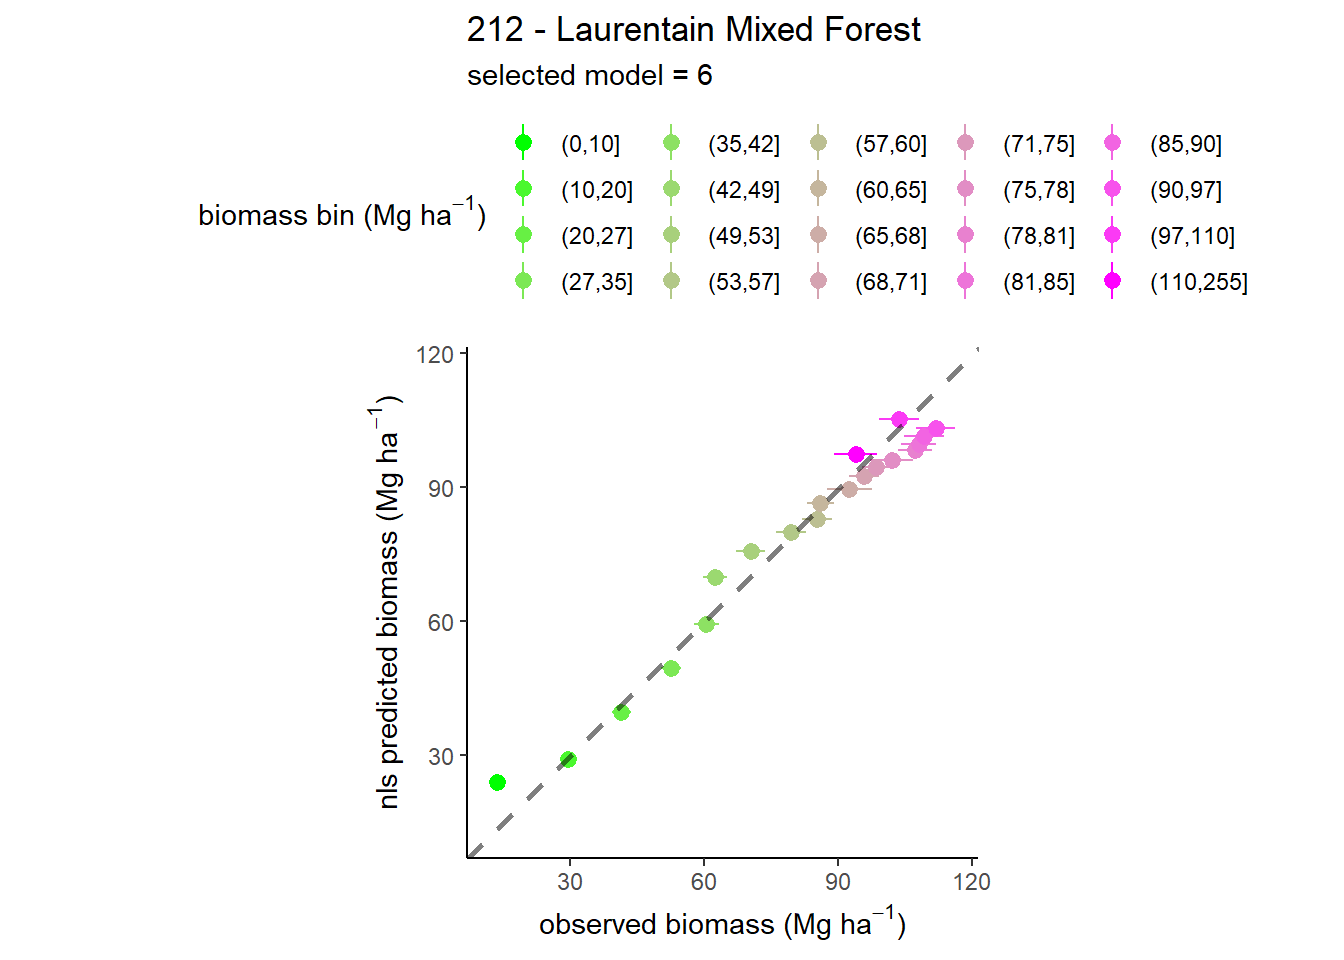 212 - Laurentain Mixed Forest
selected model = 6
biomass bin (Mg ha⁻¹)
(0,10] (35,42] (57,60] (71,75] (85,90]
(10,20] (42,49] (60,65] (75,78] (90,97]
(20,27] (49,53] (65,68] (78,81] (97,110]
(27,35] (53,57] (68,71] (81,85] (110,255]
nls predicted biomass (Mg ha⁻¹)
120
90
60
30
30 60 90 120
observed biomass (Mg ha⁻¹)